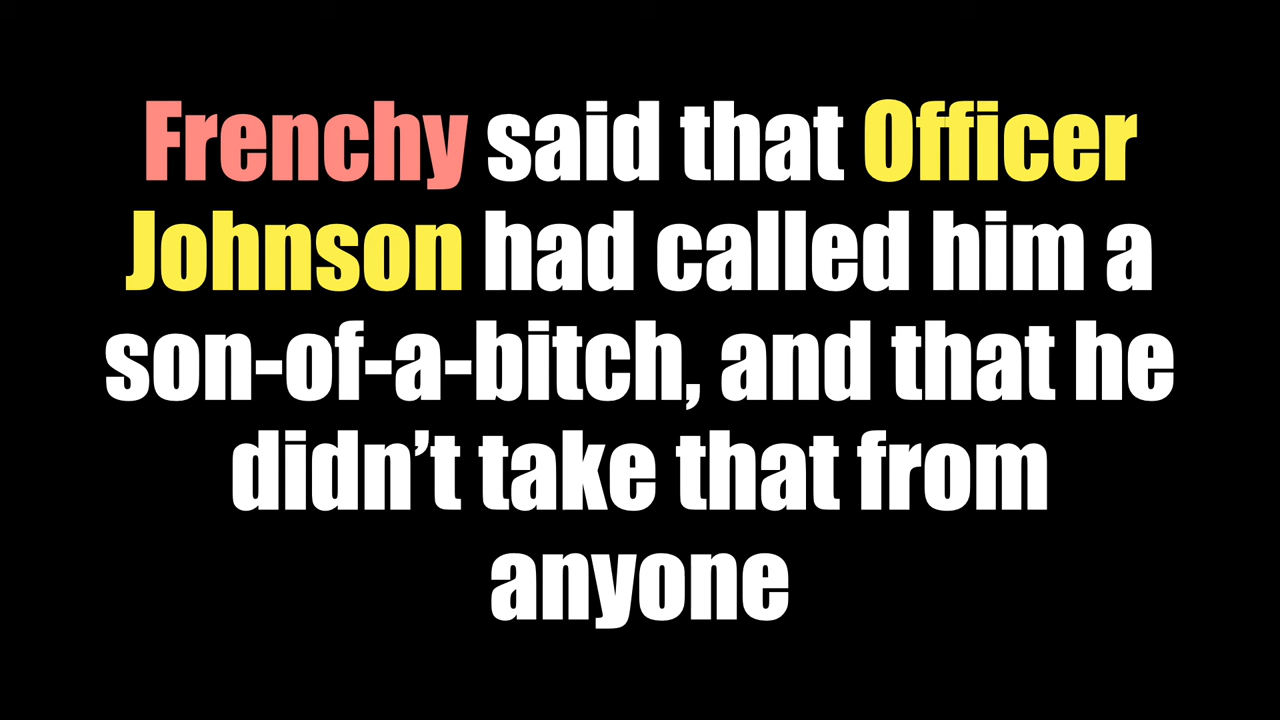 Frenchy said that Officer
Johnson had called him a
son-of-a-bitch, and that he
didn’t take that from
anyone